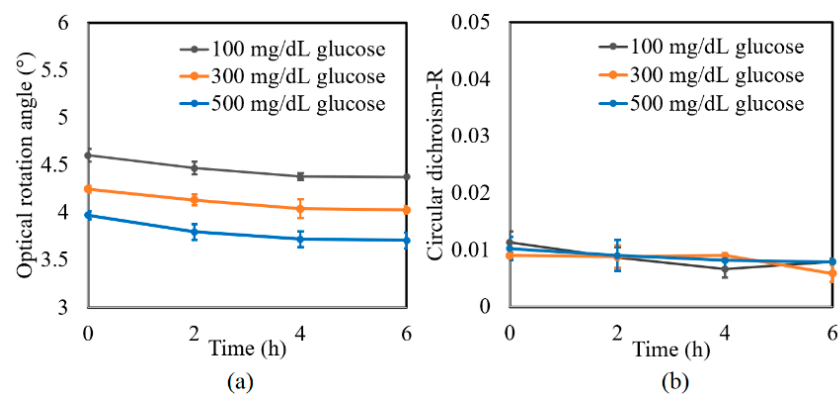 6
5.5
5
4.5
4
3.5
3
Optical rotation angle (°)
100 mg/dL glucose
300 mg/dL glucose
500 mg/dL glucose
0 2 4 6
Time (h)
(a)
0.05
0.04
0.03
0.02
0.01
0
Circular dichroism-R
100 mg/dL glucose
300 mg/dL glucose
500 mg/dL glucose
0 2 4 6
Time (h)
(b)